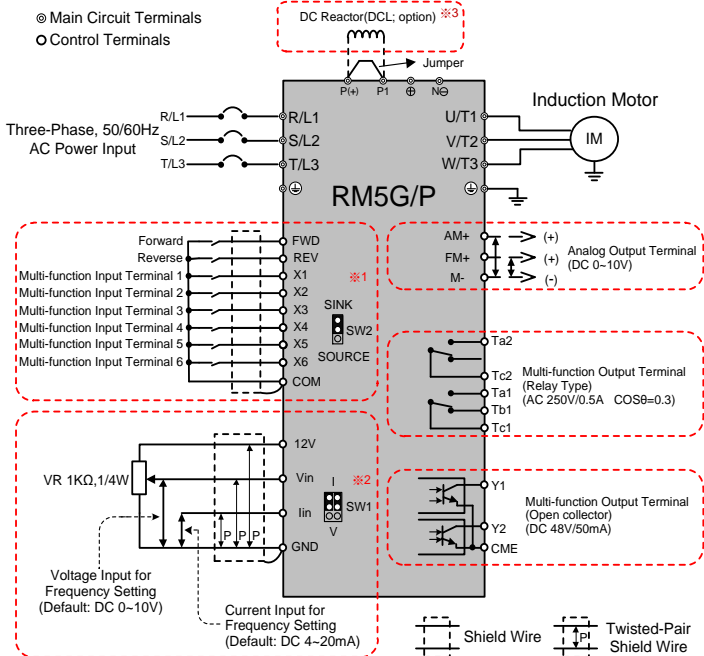 ◎ Main Circuit Terminals
O Control Terminals
DC Reactor(DCL; option) ※3
Jumper
P(+) P1 ⊕ N⊖
Three-Phase, 50/60Hz
AC Power Input
R/L1
S/L2
T/L3
R/L1
S/L2
T/L3
U/T1
V/T2
W/T3
Induction Motor
IM
RM5G/P
Forward
Reverse
Multi-function Input Terminal 1
Multi-function Input Terminal 2
Multi-function Input Terminal 3
Multi-function Input Terminal 4
Multi-function Input Terminal 5
Multi-function Input Terminal 6
FWD
REV
X1
X2
X3
X4
X5
X6
COM
※1
SINK
SW2
SOURCE
AM+
FM+
M-
(+)
(+)
(-)
Analog Output Terminal
(DC 0~10V)
Ta2
Tc2
Ta1
Tb1
Tc1
Multi-function Output Terminal
(Relay Type)
(AC 250V/0.5A COSθ=0.3)
VR 1KΩ,1/4W
12V
Vin
Iin
GND
P P P
※2
I
SW1
V
Y1
Y2
CME
Multi-function Output Terminal
(Open collector)
(DC 48V/50mA)
Voltage Input for
Frequency Setting
(Default: DC 0~10V)
Current Input for
Frequency Setting
(Default: DC 4~20mA)
Shield Wire
P
Twisted-Pair
Shield Wire